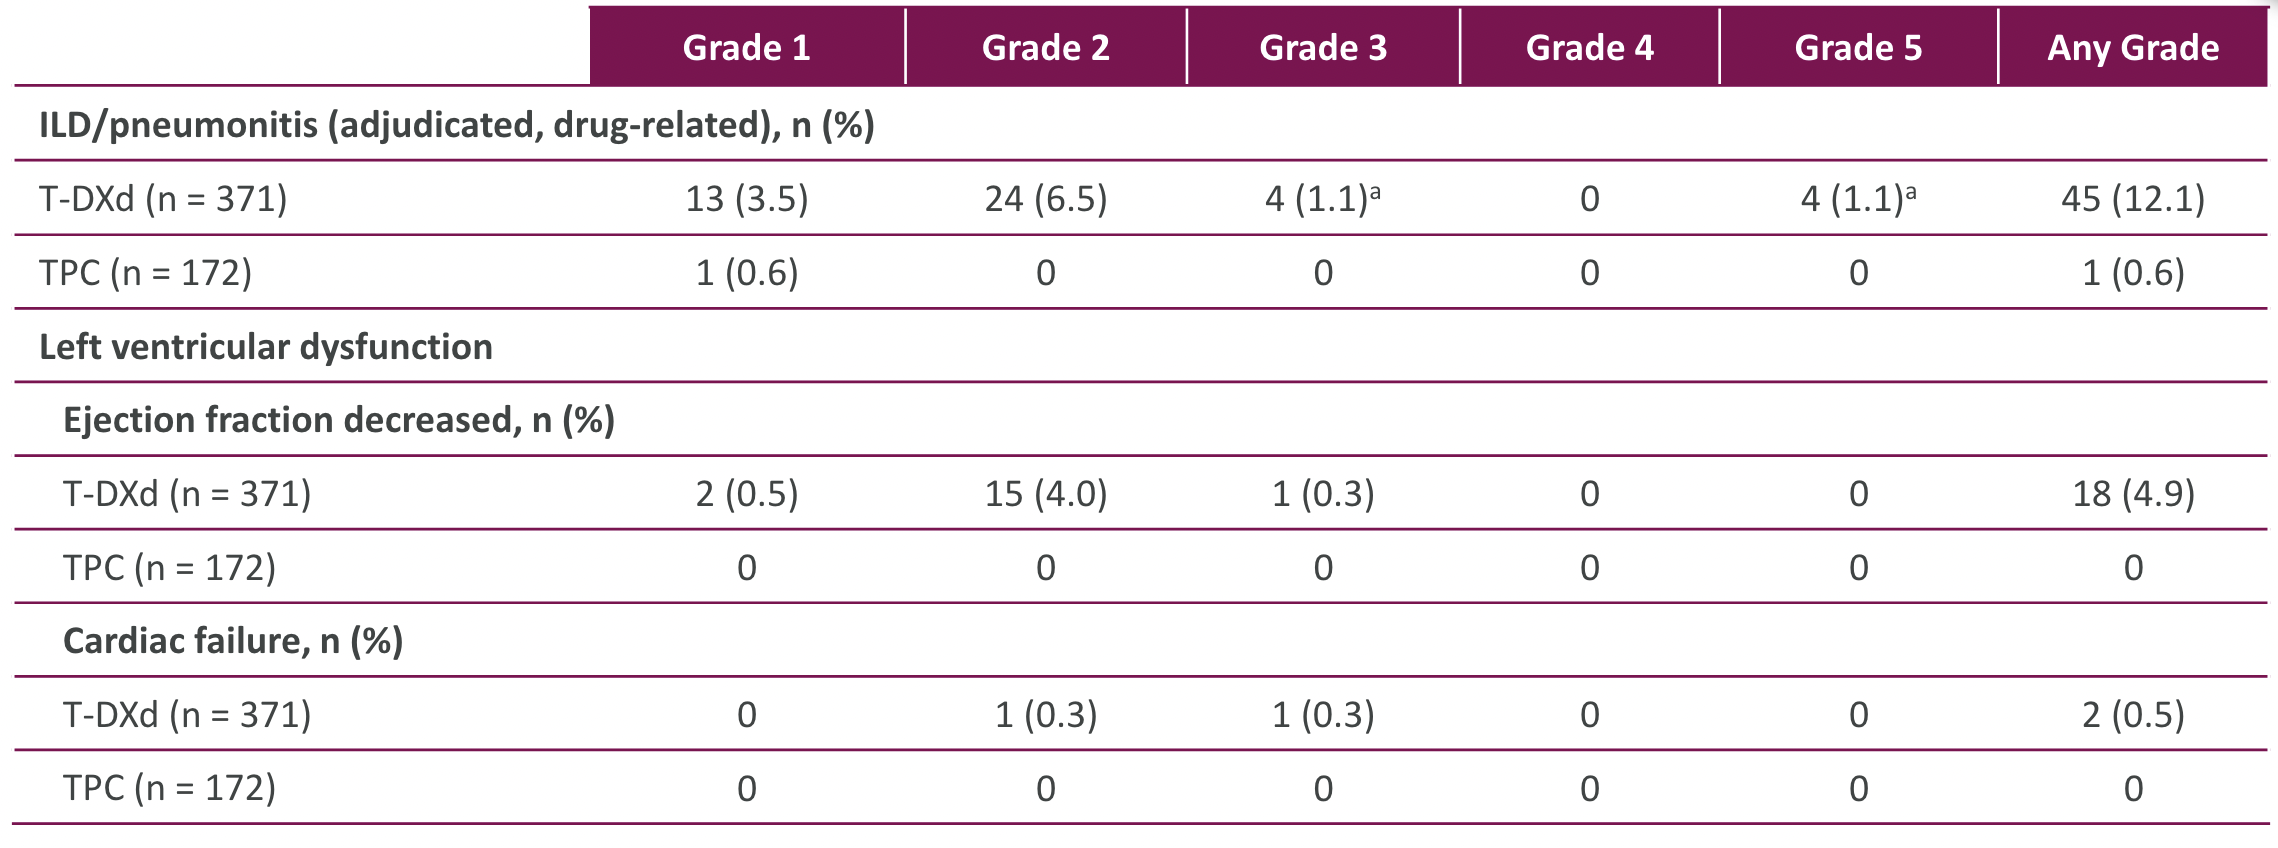 Grade 1 Grade 2 Grade 3 Grade 4 Grade 5 Any Grade
ILD/pneumonitis (adjudicated, drug-related), n (%)
T-DXd (n = 371) 13 (3.5) 24 (6.5) 4 (1.1)ᵃ 0 4 (1.1)ᵃ 45 (12.1)
TPC (n = 172) 1 (0.6) 0 0 0 0 1 (0.6)
Left ventricular dysfunction
Ejection fraction decreased, n (%)
T-DXd (n = 371) 2 (0.5) 15 (4.0) 1 (0.3) 0 0 18 (4.9)
TPC (n = 172) 0 0 0 0 0 0
Cardiac failure, n (%)
T-DXd (n = 371) 0 1 (0.3) 1 (0.3) 0 0 2 (0.5)
TPC (n = 172) 0 0 0 0 0 0